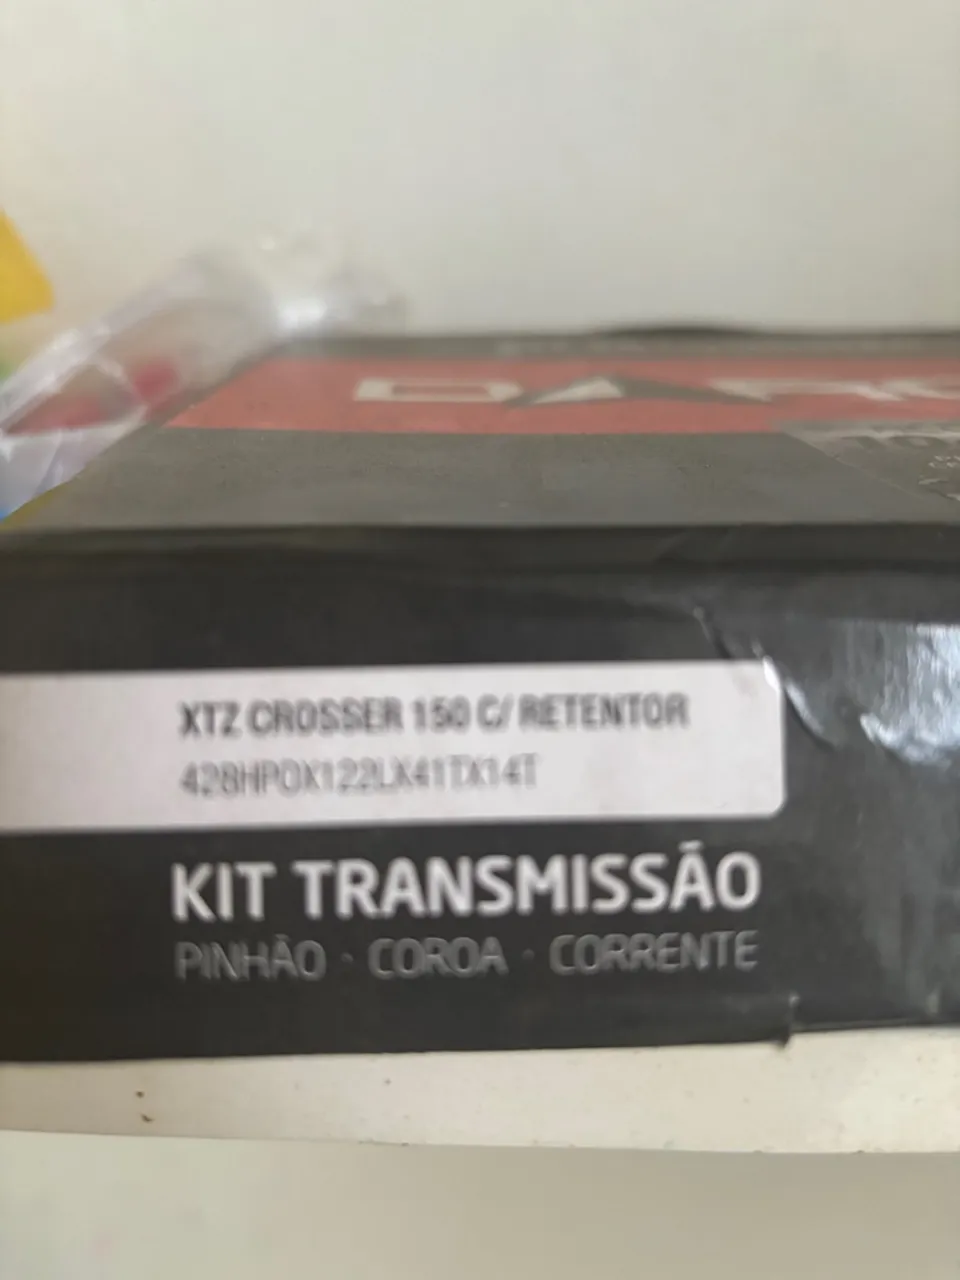 XTZ CROSSER 150 C/ RETENTOR
428HPOX122LX41TX14T
KIT TRANSMISSÃO
PINHÃO · COROA · CORRENTE